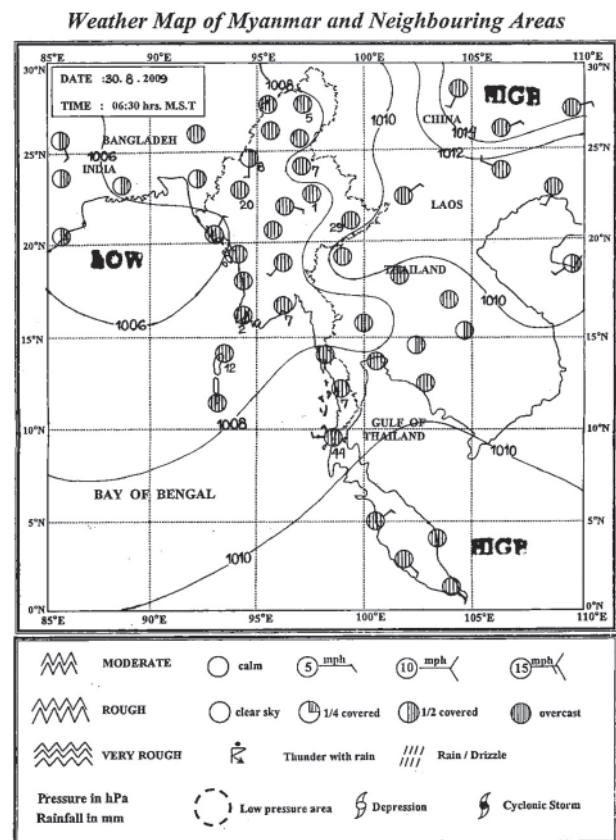 Weather Map of Myanmar and Neighbouring Areas
85°E 90°E 95°E 100°E 105°E 110°E
30°N 30°N
DATE :30.8.2009
TIME : 06:30 hrs. M.S.T
1008
5
1010
HIGH
CHINA
1014
1012
BANGLADEH
1006
INDIA
25°N 25°N
8
7
20
1
29
LAOS
20°N 20°N
LOW
THAILAND
1010
1006
2
7
15°N 15°N
12
7
1008
GULF OF
THAILAND
10°N 10°N
44
1010
BAY OF BENGAL
5°N 5°N
HIGH
1010
0°N 0°N
85°E 90°E 95°E 100°E 105°E 110°E
MODERATE calm 5 mph 10 mph 15 mph
ROUGH clear sky 1/4 covered 1/2 covered overcast
VERY ROUGH Thunder with rain Rain / Drizzle
Pressure in hPa
Rainfall in mm
Low pressure area Depression Cyclonic Storm